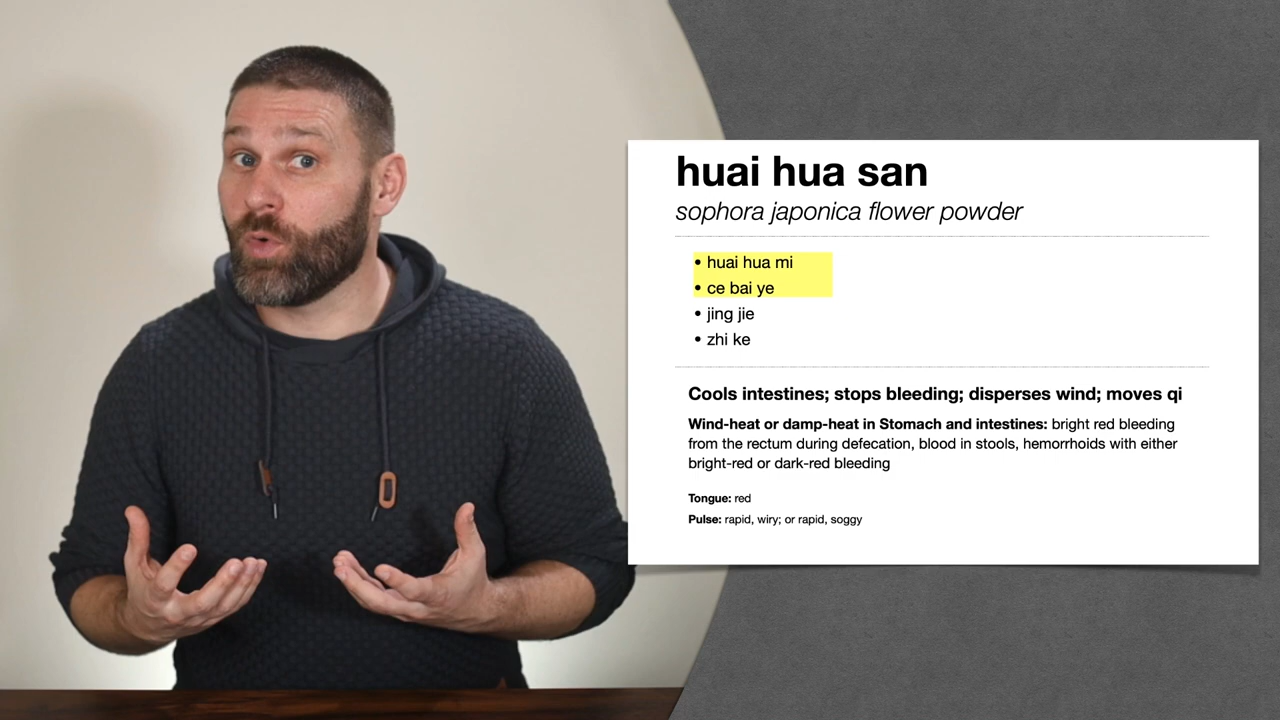 huai hua san
sophora japonica flower powder
• huai hua mi
• ce bai ye
• jing jie
• zhi ke
Cools intestines; stops bleeding; disperses wind; moves qi
Wind-heat or damp-heat in Stomach and intestines: bright red bleeding
from the rectum during defecation, blood in stools, hemorrhoids with either
bright-red or dark-red bleeding
Tongue: red
Pulse: rapid, wiry; or rapid, soggy